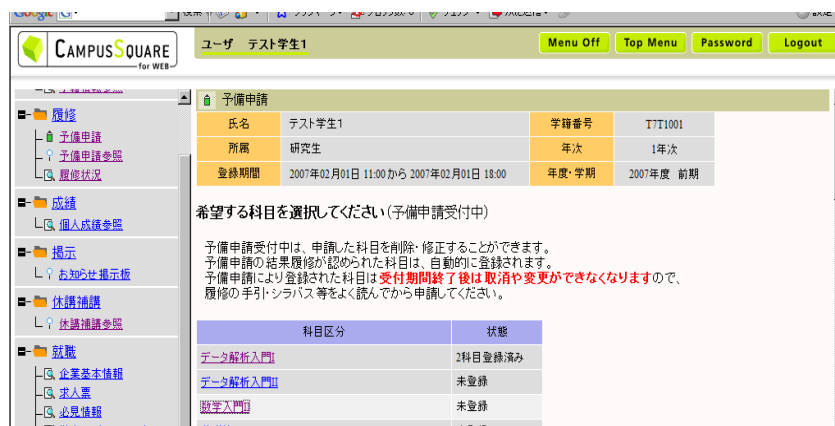 Google G
CAMPUSSQUARE
for WEB
ユーザ テスト学生1
Menu Off
Top Menu
Password
Logout
履修
予備申請
予備申請参照
履修状況
成績
個人成績参照
掲示
お知らせ掲示板
休講補講
休講補講参照
就職
企業基本情報
求人票
必見情報
予備申請
氏名 テスト学生1 学籍番号 T7T1001
所属 研究生 年次 1年次
登録期間 2007年02月01日 11:00から 2007年02月01日 18:00 年度・学期 2007年度 前期
希望する科目を選択してください(予備申請受付中)
予備申請受付中は、申請した科目を削除・修正することができます。
予備申請の結果履修が認められた科目は、自動的に登録されます。
予備申請により登録された科目は受付期間終了後は取消や変更ができなくなりますので、
履修の手引・シラバス等をよく読んでから申請してください。
科目区分 状態
データ解析入門I 2科目登録済み
データ解析入門II 未登録
数学入門II 未登録